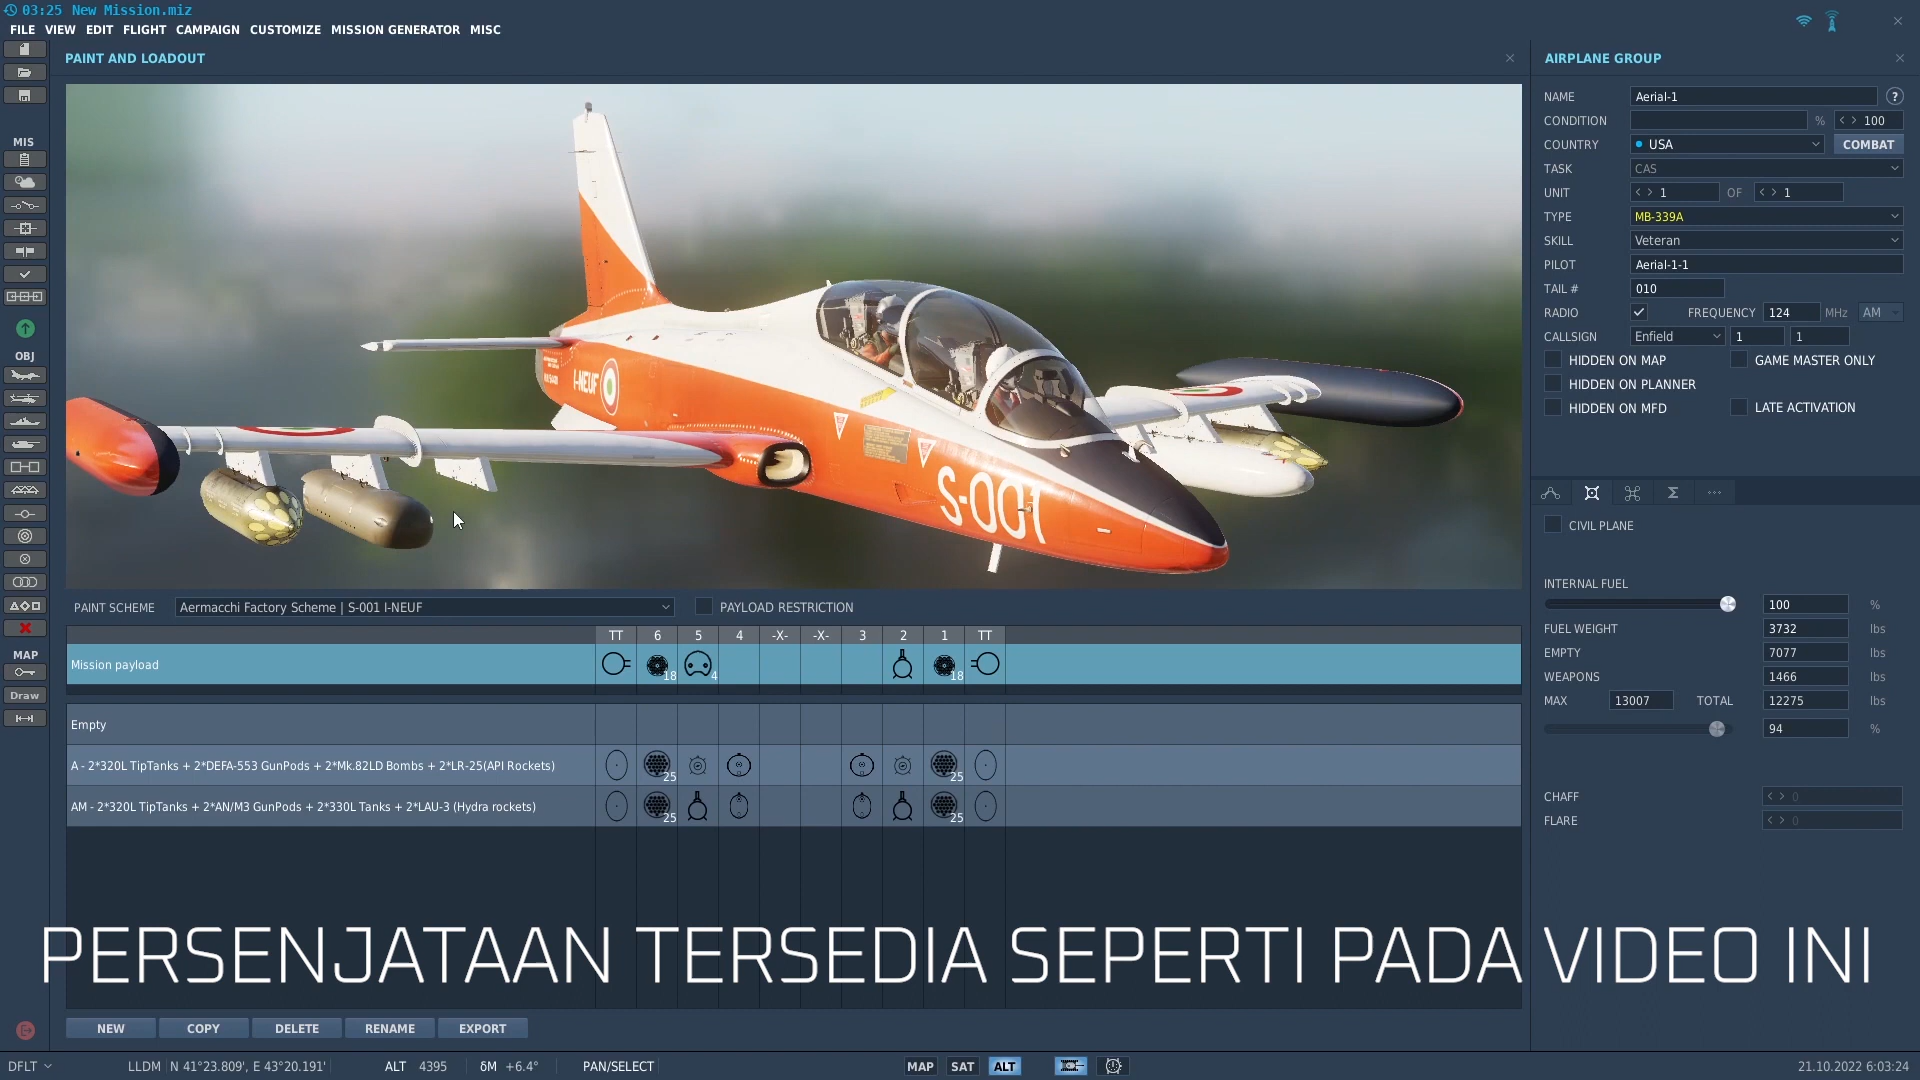 03:25 New Mission.miz
FILE VIEW EDIT FLIGHT CAMPAIGN CUSTOMIZE MISSION GENERATOR MISC
PAINT AND LOADOUT
I-NEUF
S-001
PAINT SCHEME Aermacchi Factory Scheme | S-001 I-NEUF PAYLOAD RESTRICTION
TT 6 5 4 -X- -X- 3 2 1 TT
Mission payload 18 4 18
Empty
A - 2*320L TipTanks + 2*DEFA-553 GunPods + 2*Mk.82LD Bombs + 2*LR-25(API Rockets) 25 25
AM - 2*320L TipTanks + 2*AN/M3 GunPods + 2*330L Tanks + 2*LAU-3 (Hydra rockets) 25 25
PERSENJATAAN TERSEDIA SEPERTI PADA VIDEO INI
NEW COPY DELETE RENAME EXPORT
MIS
OBJ
MAP
Draw
AIRPLANE GROUP
NAME Aerial-1 ?
CONDITION % < > 100
COUNTRY USA COMBAT
TASK CAS
UNIT < > 1 OF < > 1
TYPE MB-339A
SKILL Veteran
PILOT Aerial-1-1
TAIL # 010
RADIO FREQUENCY 124 MHz AM
CALLSIGN Enfield 1 1
HIDDEN ON MAP GAME MASTER ONLY
HIDDEN ON PLANNER
HIDDEN ON MFD LATE ACTIVATION
CIVIL PLANE
INTERNAL FUEL
100 %
FUEL WEIGHT 3732 lbs
EMPTY 7077 lbs
WEAPONS 1466 lbs
MAX 13007 TOTAL 12275 lbs
94 %
CHAFF < > 0
FLARE < > 0
DFLT LLDM N 41°23.809', E 43°20.191' ALT 4395 δM +6.4° PAN/SELECT MAP SAT ALT 21.10.2022 6:03:24